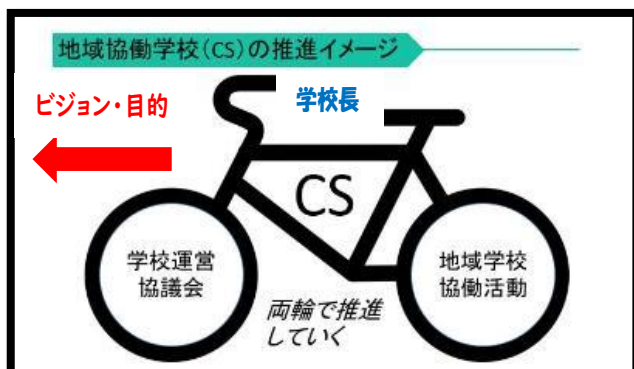 地域協働学校(CS)の推進イメージ
ビジョン・目的
学校長
CS
学校運営
協議会
地域学校
協働活動
両輪で推進
していく